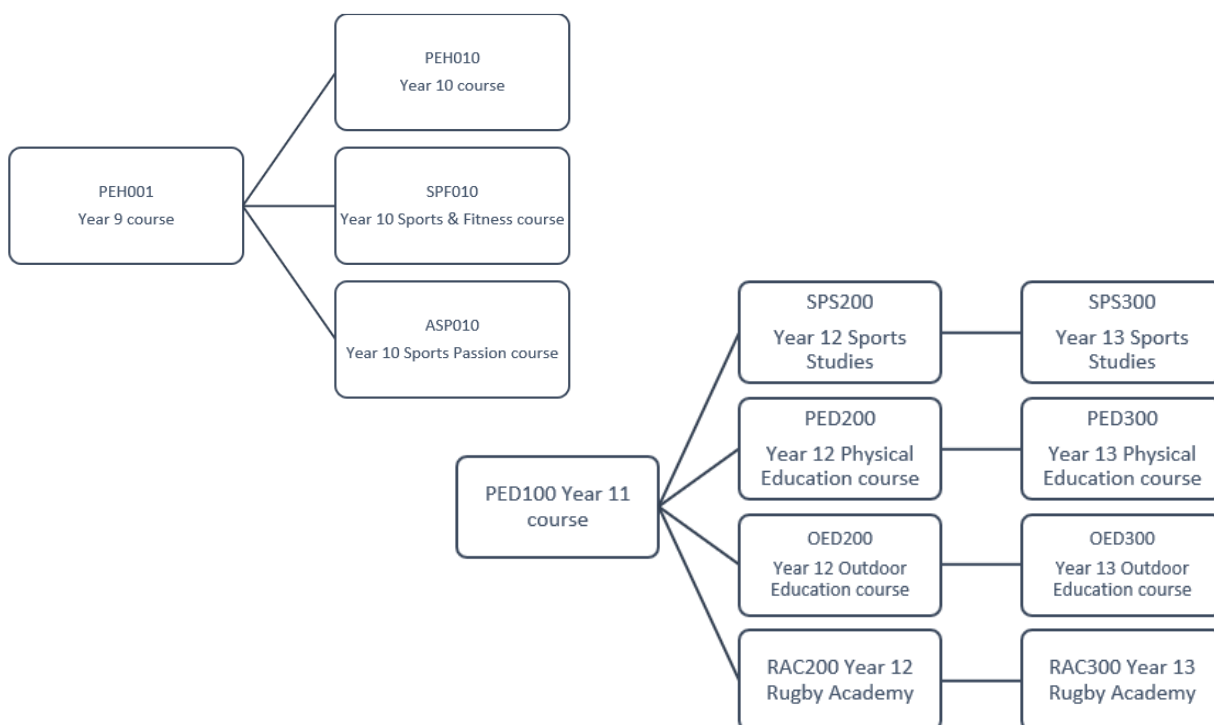 PEH010
Year 10 course
PEH001
Year 9 course
SPF010
Year 10 Sports & Fitness course
ASP010
Year 10 Sports Passion course
PED100 Year 11
course
SPS200
Year 12 Sports
Studies
SPS300
Year 13 Sports
Studies
PED200
Year 12 Physical
Education course
PED300
Year 13 Physical
Education course
OED200
Year 12 Outdoor
Education course
OED300
Year 13 Outdoor
Education course
RAC200 Year 12
Rugby Academy
RAC300 Year 13
Rugby Academy